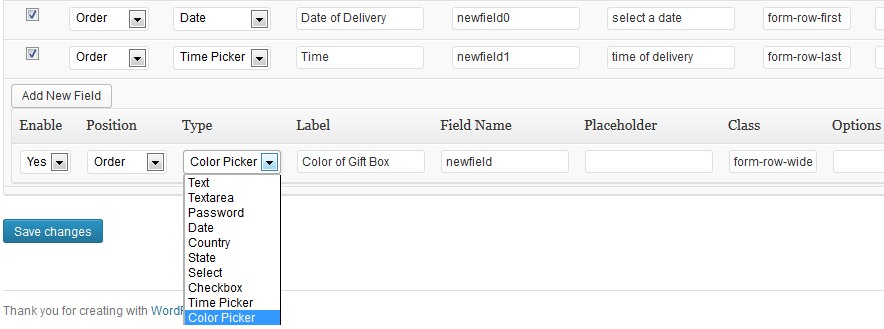 Order Date Date of Delivery newfield0 select a date form-row-first
Order Time Picker Time newfield1 time of delivery form-row-last
Add New Field
Enable Position Type Label Field Name Placeholder Class Options
Yes Order Color Picker Color of Gift Box newfield form-row-wide
Text
Textarea
Password
Date
Country
State
Select
Checkbox
Time Picker
Color Picker
Save changes
Thank you for creating with WordP